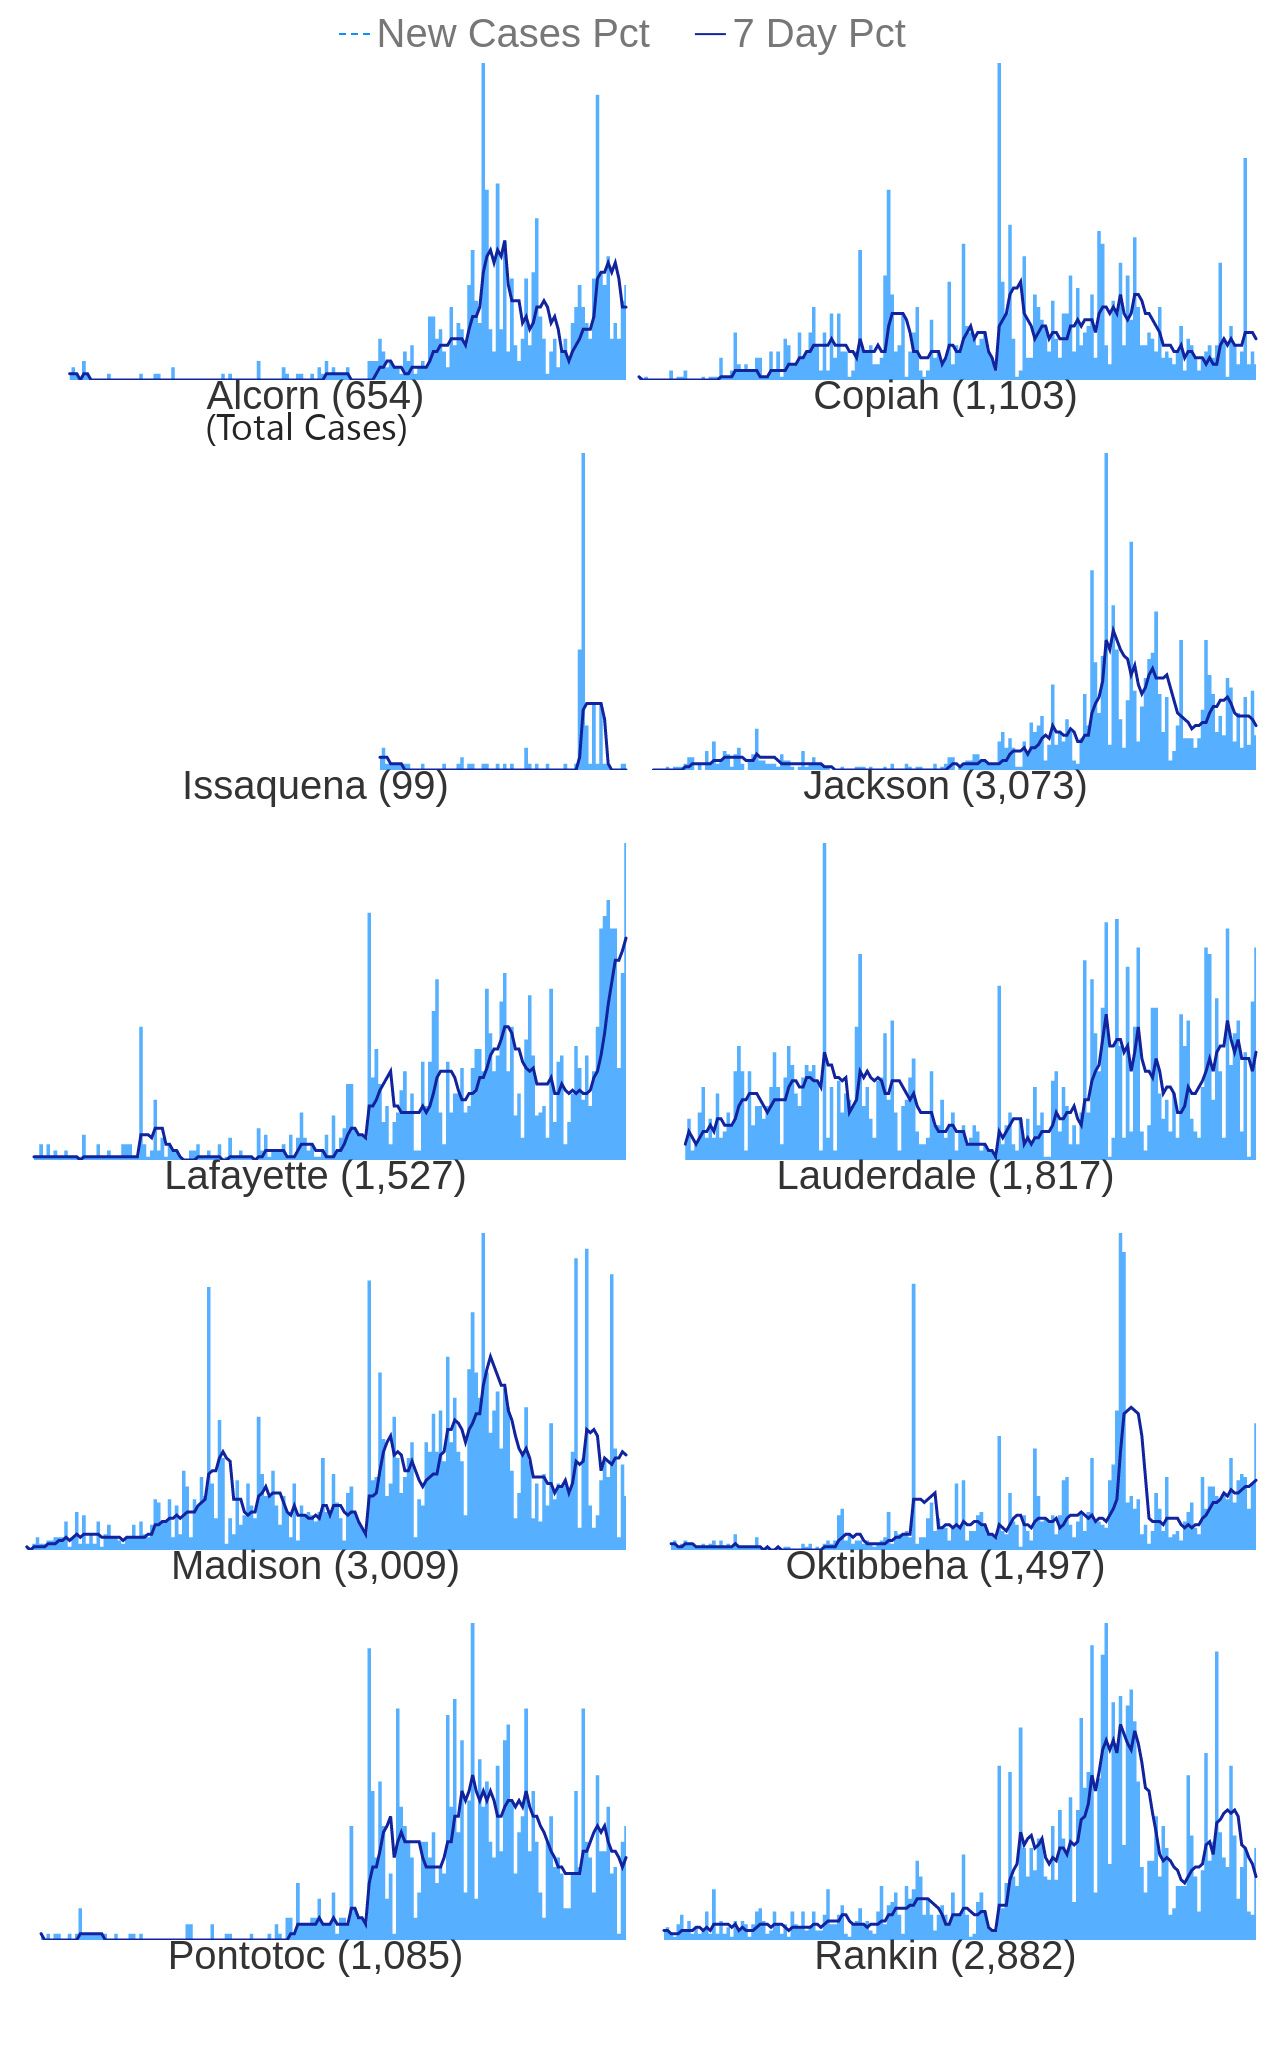 New Cases Pct 7 Day Pct
Alcorn (654) Copiah (1,103)
(Total Cases)
Issaquena (99) Jackson (3,073)
Lafayette (1,527) Lauderdale (1,817)
Madison (3,009) Oktibbeha (1,497)
Pontotoc (1,085) Rankin (2,882)